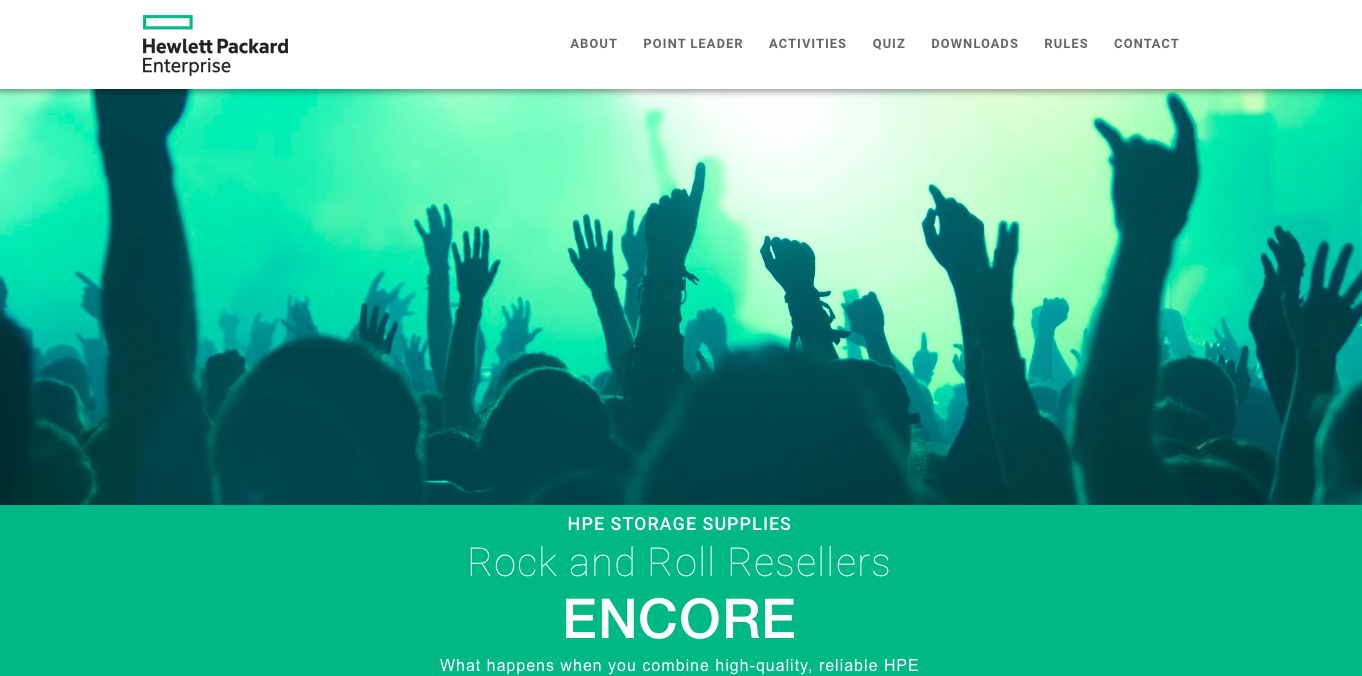 Hewlett Packard
Enterprise
ABOUT POINT LEADER ACTIVITIES QUIZ DOWNLOADS RULES CONTACT
HPE STORAGE SUPPLIES
Rock and Roll Resellers
ENCORE
What happens when you combine high-quality, reliable HPE